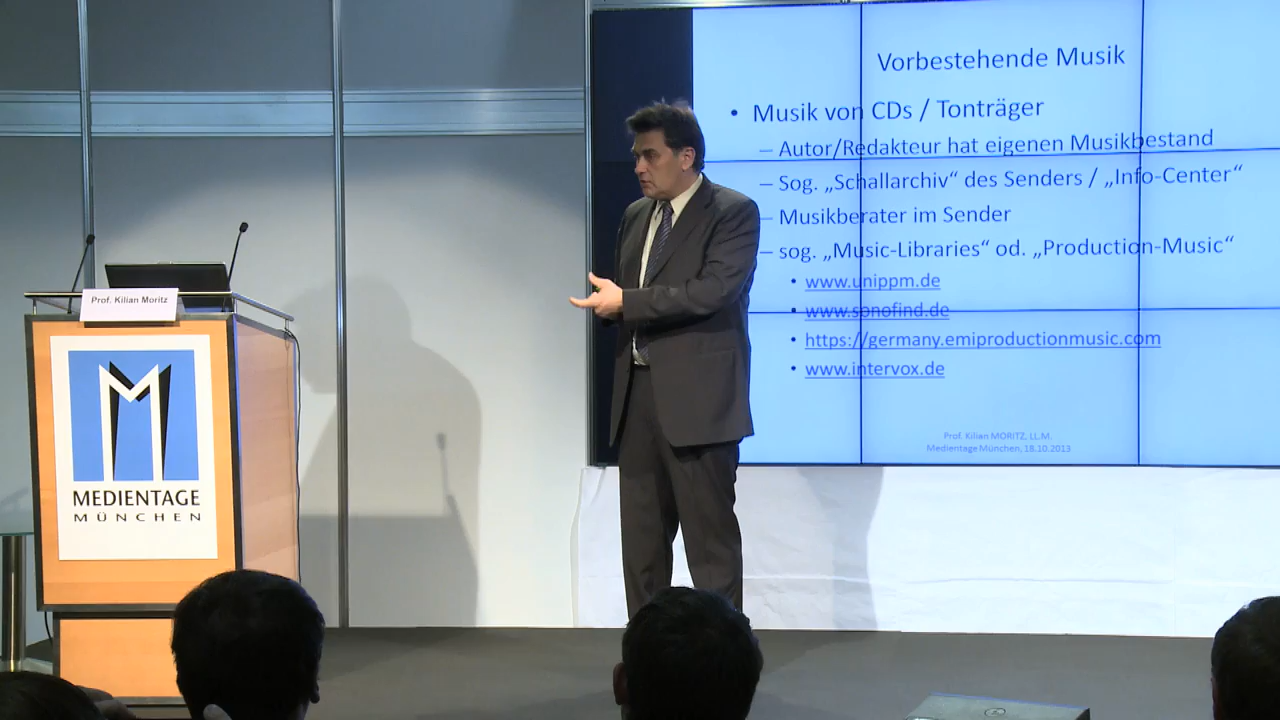 Vorbestehende Musik
• Musik von CDs / Tonträger
– Autor/Redakteur hat eigenen Musikbestand
– Sog. „Schallarchiv“ des Senders / „Info-Center“
– Musikberater im Sender
– sog. „Music-Libraries“ od. „Production-Music“
• www.unippm.de
• www.sonofind.de
• https://germany.emiproductionmusic.com
• www.intervox.de
Prof. Kilian MORITZ, LL.M.
Medientage München, 18.10.2013
Prof. Kilian Moritz
M
MEDIENTAGE
MÜNCHEN